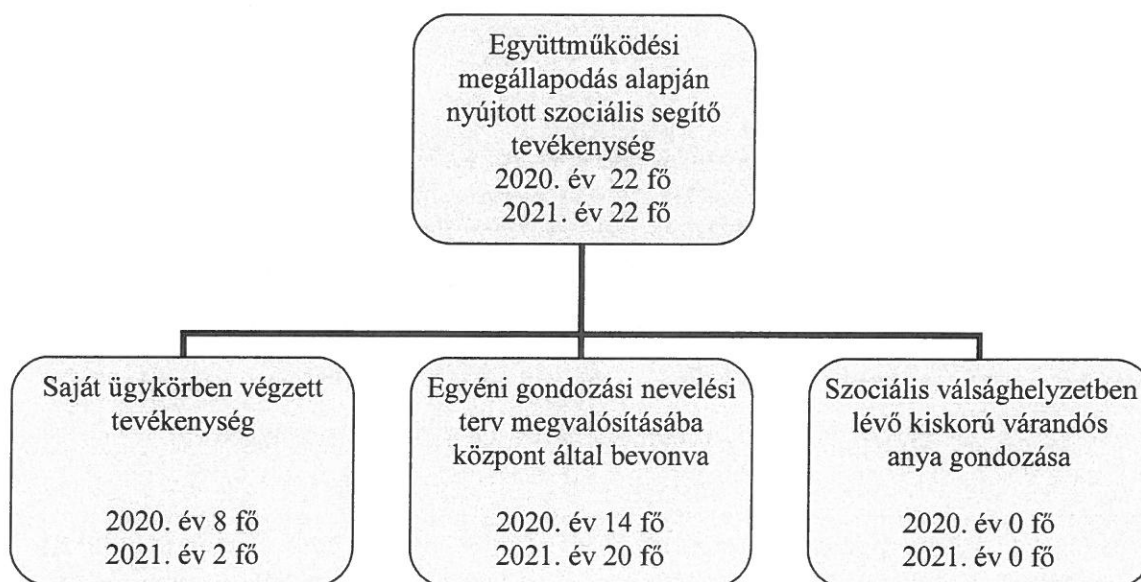 Együttműködési
megállapodás alapján
nyújtott szociális segítő
tevékenység
2020. év 22 fő
2021. év 22 fő
Saját ügykörben végzett
tevékenység
2020. év 8 fő
2021. év 2 fő
Egyéni gondozási nevelési
terv megvalósításába
központ által bevonva
2020. év 14 fő
2021. év 20 fő
Szociális válsághelyzetben
lévő kiskorú várandós
anya gondozása
2020. év 0 fő
2021. év 0 fő